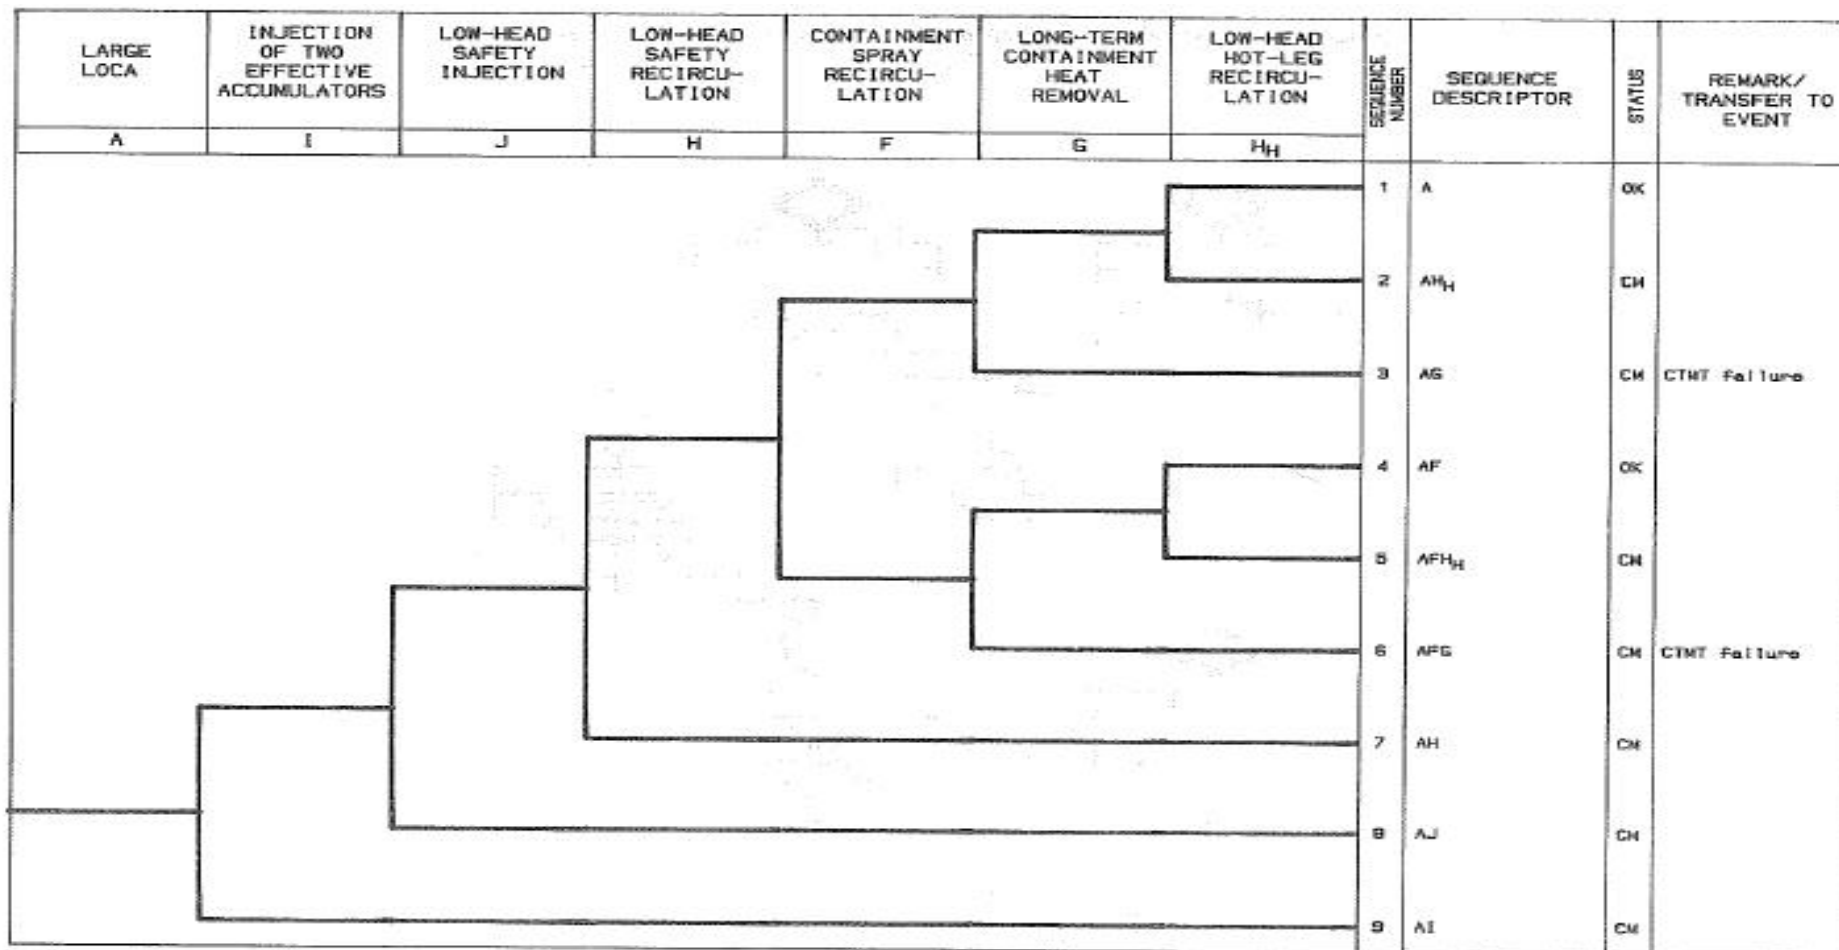 LARGE
LOCA
INJECTION
OF TWO
EFFECTIVE
ACCUMULATORS
LOW-HEAD
SAFETY
INJECTION
LOW-HEAD
SAFETY
RECIRCU-
LATION
CONTAINMENT
SPRAY
RECIRCU-
LATION
LONG-TERM
CONTAINMENT
HEAT
REMOVAL
LOW-HEAD
HOT-LEG
RECIRCU-
LATION
SEQUENCE
NUMBER
SEQUENCE
DESCRIPTOR
STATUS
REMARK/
TRANSFER TO
EVENT
A I J H F G HH
1 A OK
2 AHH CM
3 AG CM CTMT failure
4 AF OK
5 AFHH CM
6 AFG CM CTMT failure
7 AH CM
8 AJ CM
9 AI CM